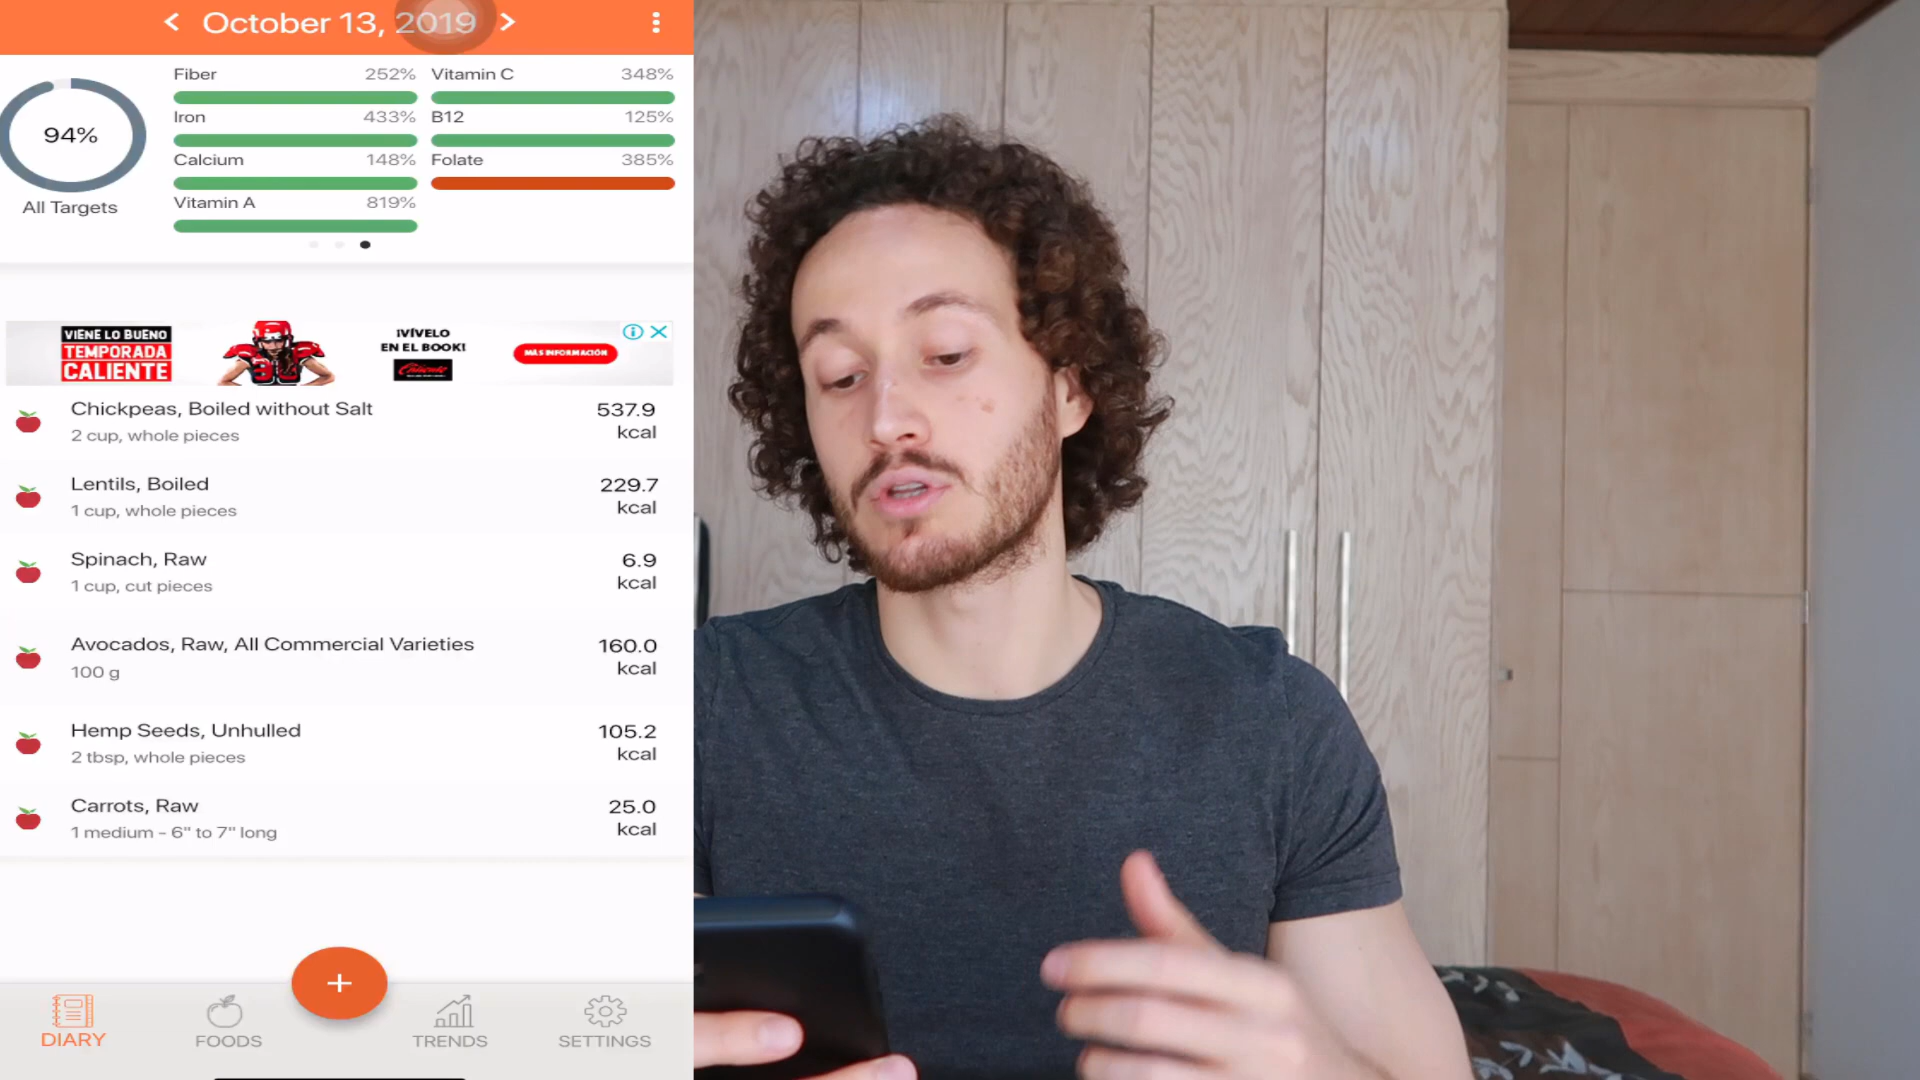 October 13, 2019
94%
All Targets
Fiber 252%
Iron 433%
Calcium 148%
Vitamin A 819%
Vitamin C 348%
B12 125%
Folate 385%
VIENE LO BUENO
TEMPORADA
CALIENTE
¡VÍVELO
EN EL BOOK!
Caliente
MÁS INFORMACIÓN
Chickpeas, Boiled without Salt
2 cup, whole pieces
537.9
kcal
Lentils, Boiled
1 cup, whole pieces
229.7
kcal
Spinach, Raw
1 cup, cut pieces
6.9
kcal
Avocados, Raw, All Commercial Varieties
100 g
160.0
kcal
Hemp Seeds, Unhulled
2 tbsp, whole pieces
105.2
kcal
Carrots, Raw
1 medium - 6" to 7" long
25.0
kcal
DIARY
FOODS
TRENDS
SETTINGS